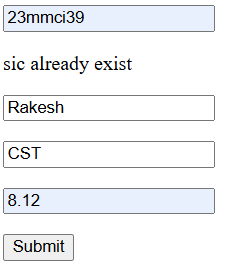 23mmci39
sic already exist
Rakesh
CST
8.12
Submit